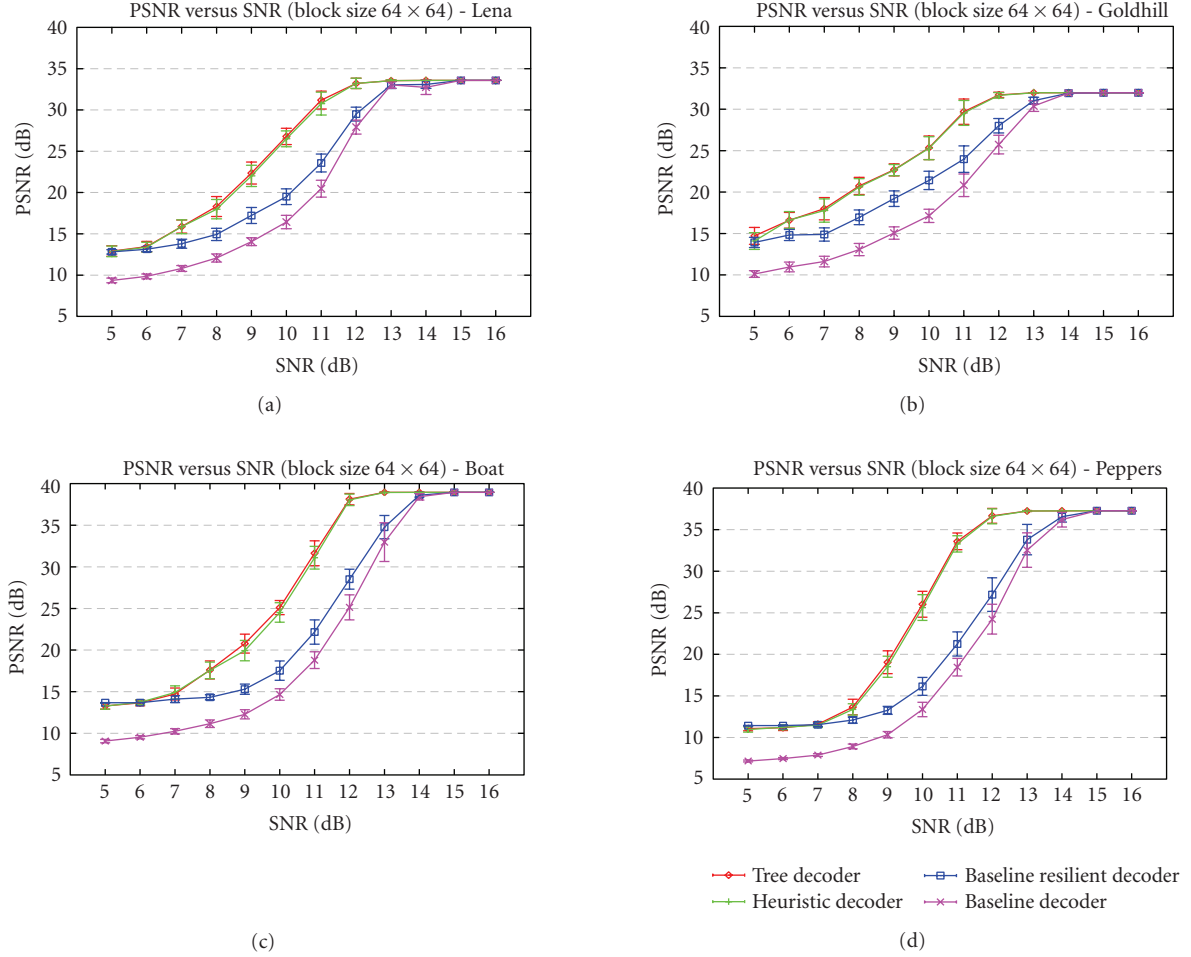 PSNR versus SNR (block size 64 × 64) - Lena
40
35
30
25
20
15
10
5
PSNR (dB)
5 6 7 8 9 10 11 12 13 14 15 16
SNR (dB)
(a)
PSNR versus SNR (block size 64 × 64) - Goldhill
40
35
30
25
20
15
10
5
PSNR (dB)
5 6 7 8 9 10 11 12 13 14 15 16
SNR (dB)
(b)
PSNR versus SNR (block size 64 × 64) - Boat
40
35
30
25
20
15
10
5
PSNR (dB)
5 6 7 8 9 10 11 12 13 14 15 16
SNR (dB)
(c)
PSNR versus SNR (block size 64 × 64) - Peppers
40
35
30
25
20
15
10
5
PSNR (dB)
5 6 7 8 9 10 11 12 13 14 15 16
SNR (dB)
Tree decoder
Heuristic decoder
Baseline resilient decoder
Baseline decoder
(d)